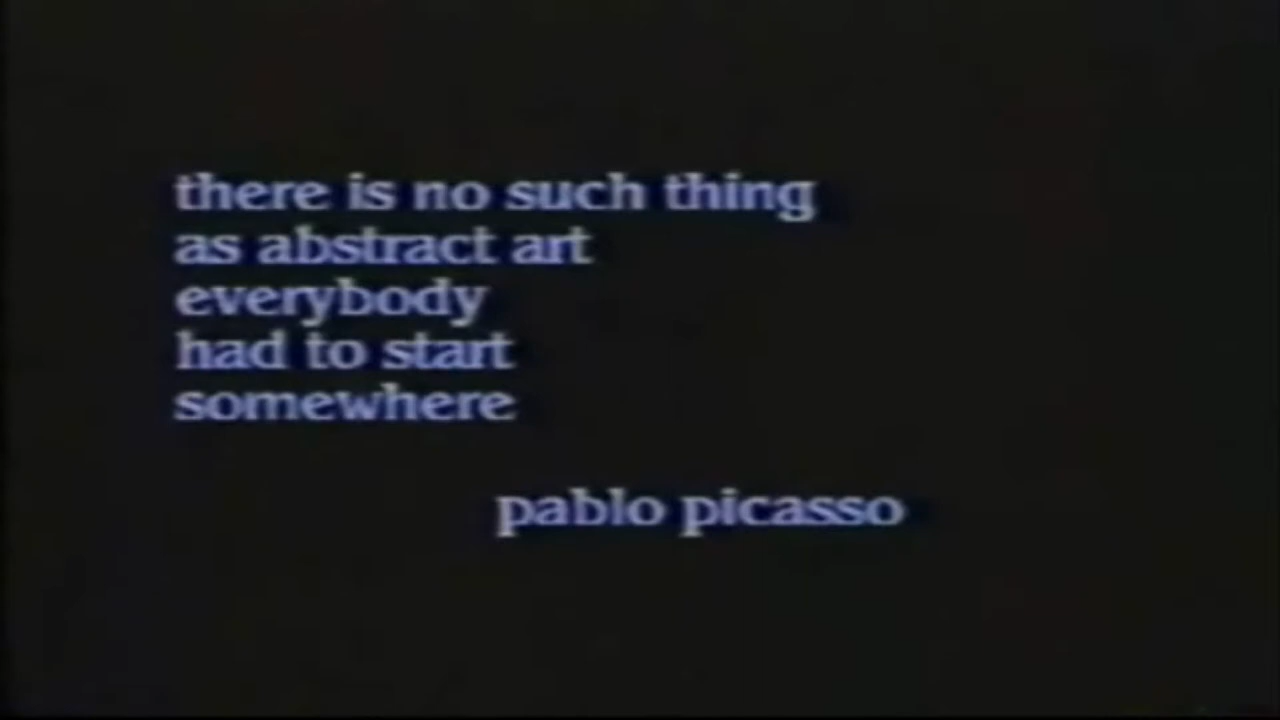 there is no such thing
as abstract art
everybody
had to start
somewhere
pablo picasso